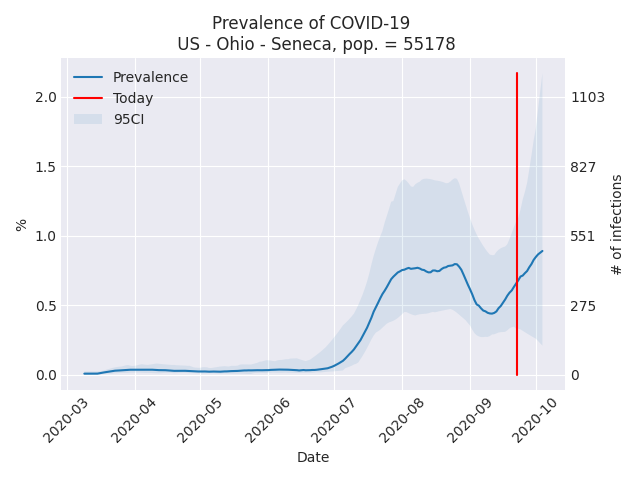 Prevalence of COVID-19
US - Ohio - Seneca, pop. = 55178
Prevalence
Today
95CI
2.0
1.5
1.0
0.5
0.0
%
1103
827
551
275
0
# of infections
2020-03
2020-04
2020-05
2020-06
2020-07
2020-08
2020-09
2020-10
Date